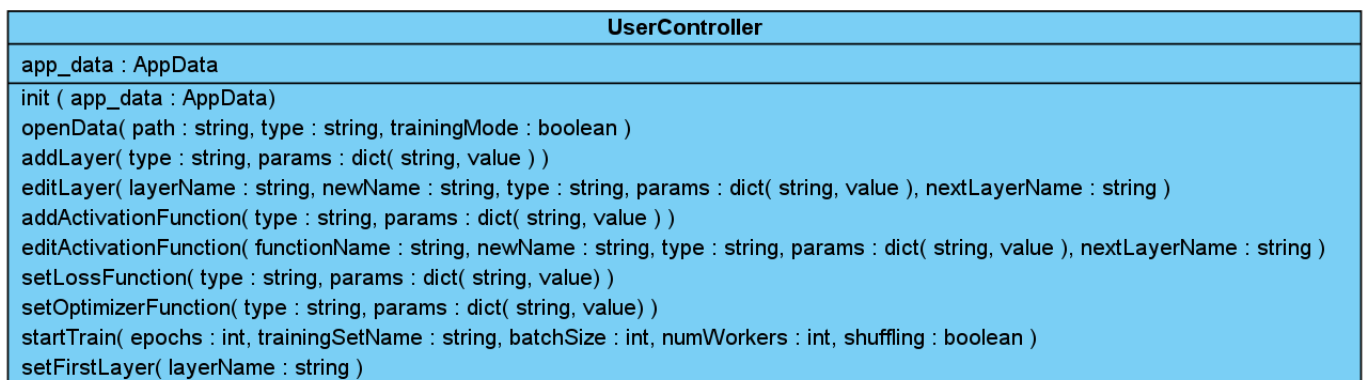 UserController
app_data : AppData
init ( app_data : AppData)
openData( path : string, type : string, trainingMode : boolean )
addLayer( type : string, params : dict( string, value ) )
editLayer( layerName : string, newName : string, type : string, params : dict( string, value ), nextLayerName : string )
addActivationFunction( type : string, params : dict( string, value ) )
editActivationFunction( functionName : string, newName : string, type : string, params : dict( string, value ), nextLayerName : string )
setLossFunction( type : string, params : dict( string, value) )
setOptimizerFunction( type : string, params : dict( string, value) )
startTrain( epochs : int, trainingSetName : string, batchSize : int, numWorkers : int, shuffling : boolean )
setFirstLayer( layerName : string )